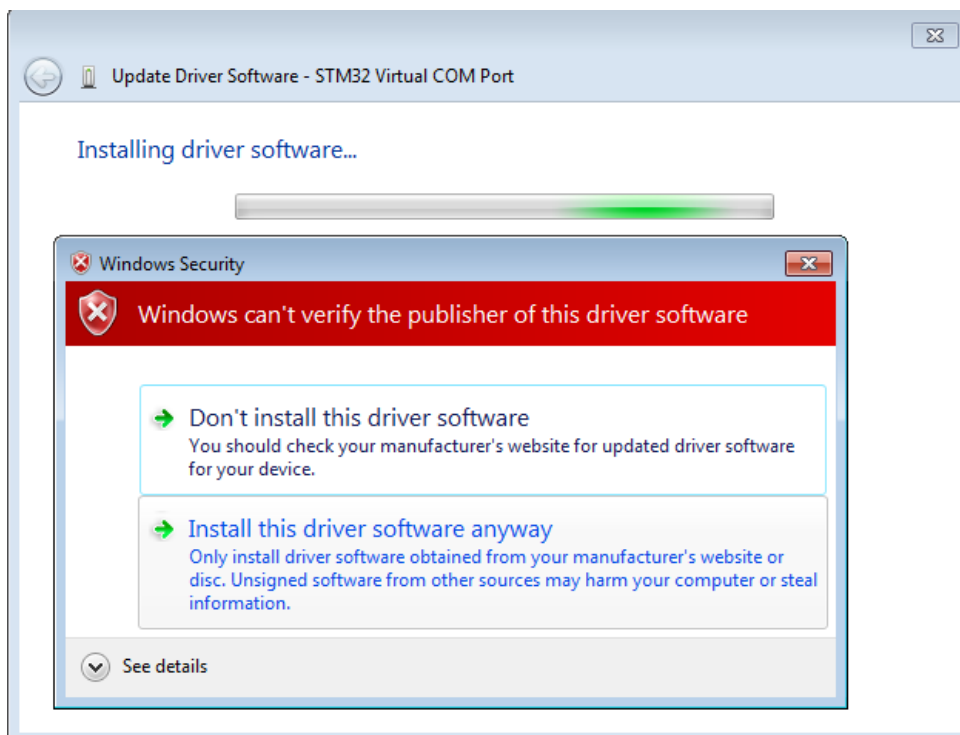 Update Driver Software - STM32 Virtual COM Port
Installing driver software...
Windows Security
Windows can't verify the publisher of this driver software
Don't install this driver software
You should check your manufacturer's website for updated driver software
for your device.
Install this driver software anyway
Only install driver software obtained from your manufacturer's website or
disc. Unsigned software from other sources may harm your computer or steal
information.
See details